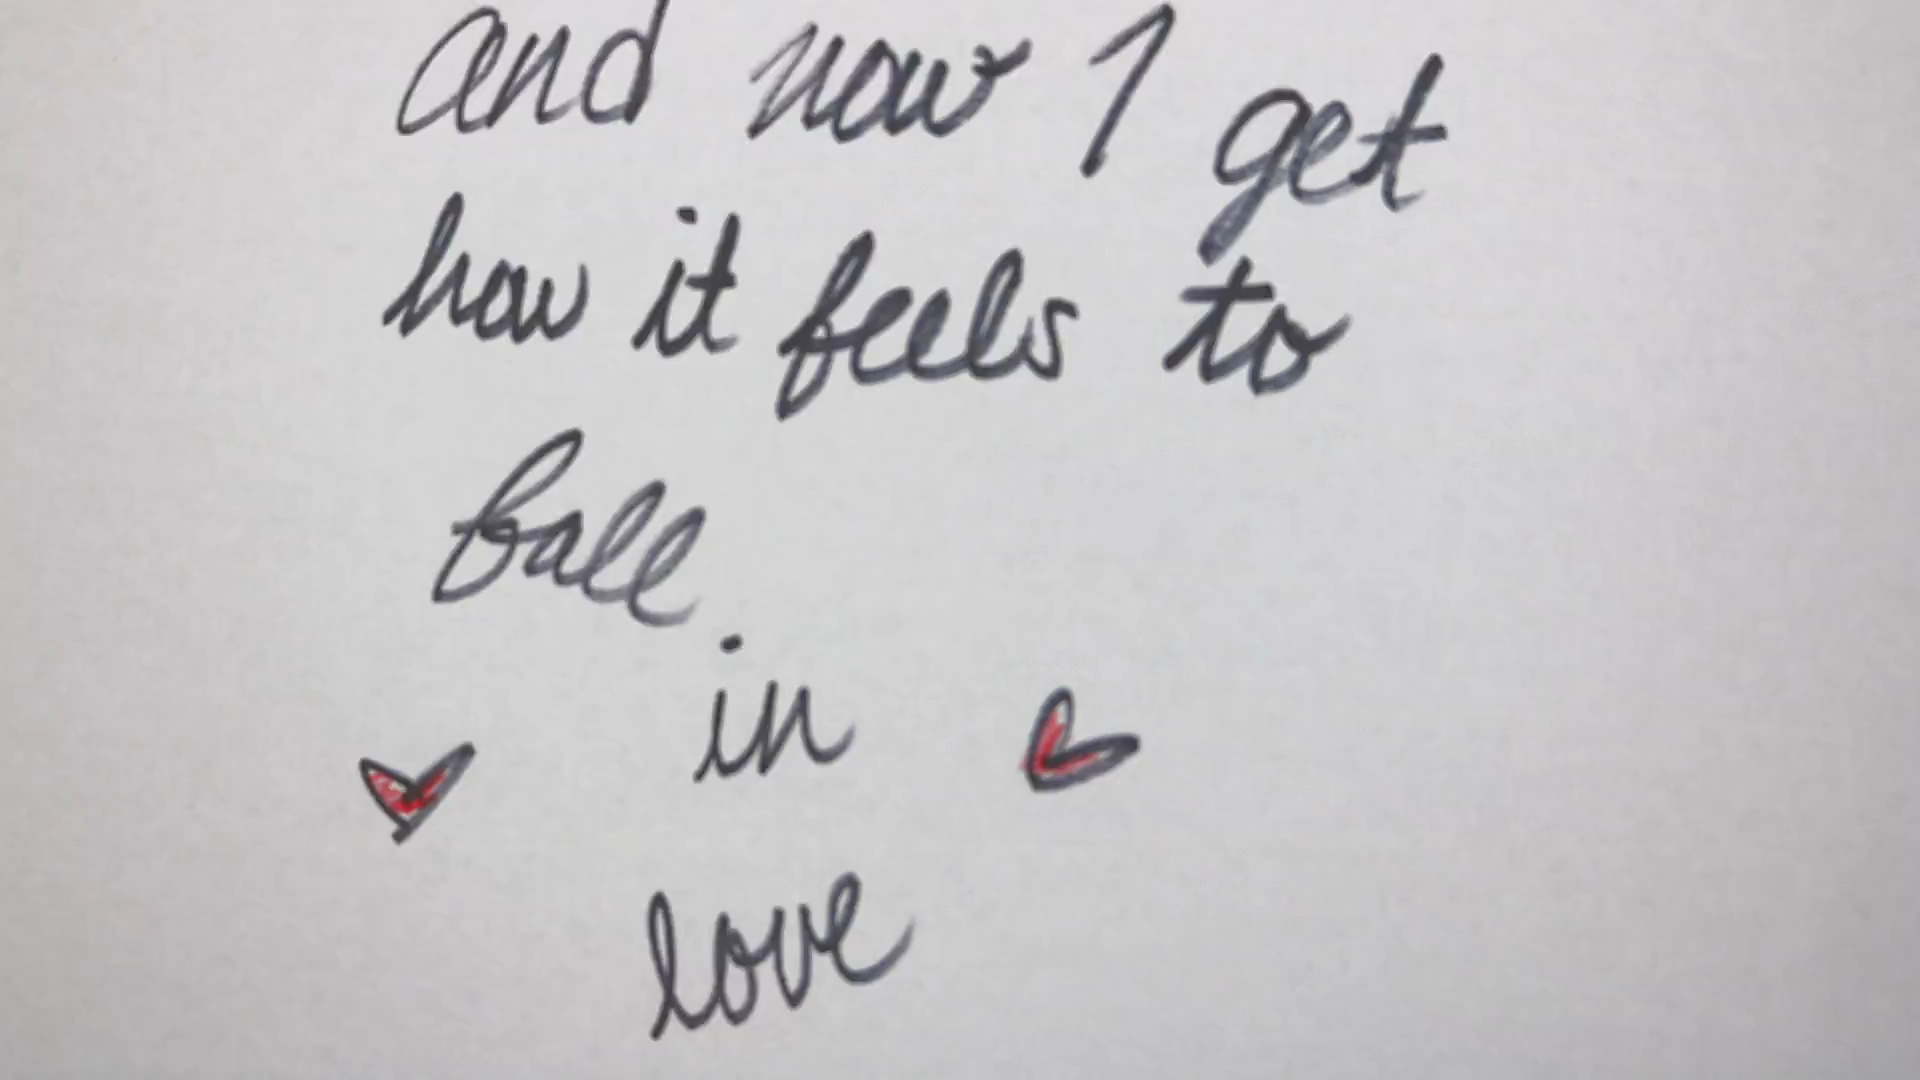 and now I get
how it feels to
fall
in
love